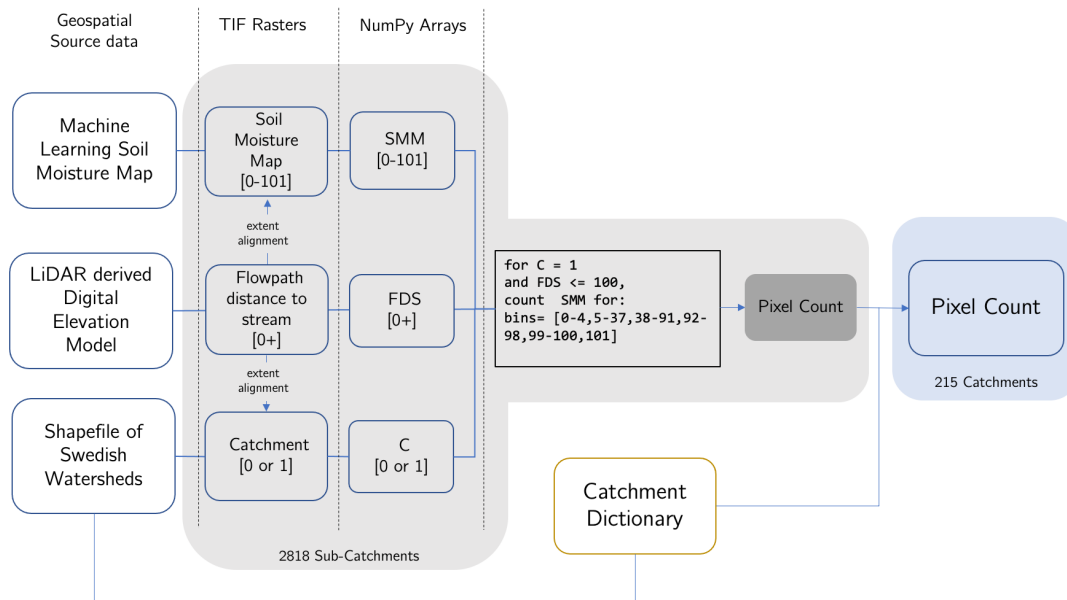 Geospatial
Source data
TIF Rasters
NumPy Arrays
Machine
Learning Soil
Moisture Map
Soil
Moisture
Map
[0-101]
SMM
[0-101]
extent
alignment
LiDAR derived
Digital
Elevation
Model
Flowpath
distance to
stream
[0+]
FDS
[0+]
for C = 1
and FDS <= 100,
count  SMM for:
bins= [0-4,5-37,38-91,92-
98,99-100,101]
Pixel Count
Pixel Count
215 Catchments
extent
alignment
Shapefile of
Swedish
Watersheds
Catchment
[0 or 1]
C
[0 or 1]
2818 Sub-Catchments
Catchment
Dictionary